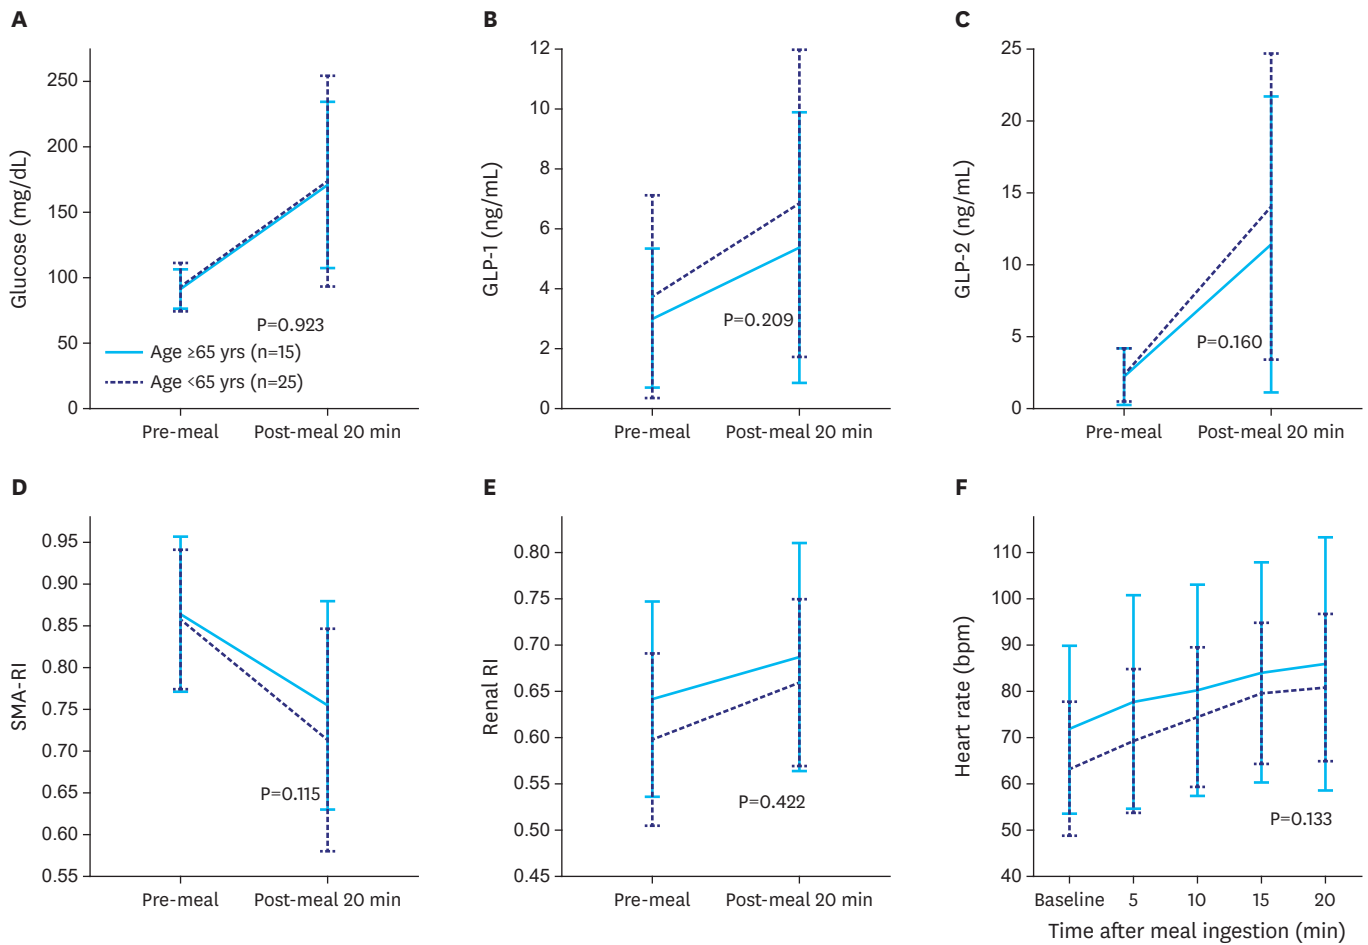 A
Glucose (mg/dL)
250
200
150
100
50
0
P=0.923
Age ≥65 yrs (n=15)
Age <65 yrs (n=25)
Pre-meal
Post-meal 20 min
B
GLP-1 (ng/mL)
12
10
8
6
4
2
0
P=0.209
Pre-meal
Post-meal 20 min
C
GLP-2 (ng/mL)
25
20
15
10
5
0
P=0.160
Pre-meal
Post-meal 20 min
D
SMA-RI
0.95
0.90
0.85
0.80
0.75
0.70
0.65
0.60
0.55
P=0.115
Pre-meal
Post-meal 20 min
E
Renal RI
0.80
0.75
0.70
0.65
0.60
0.55
0.50
0.45
P=0.422
Pre-meal
Post-meal 20 min
F
Heart rate (bpm)
110
100
90
80
70
60
50
40
P=0.133
Baseline
5
10
15
20
Time after meal ingestion (min)